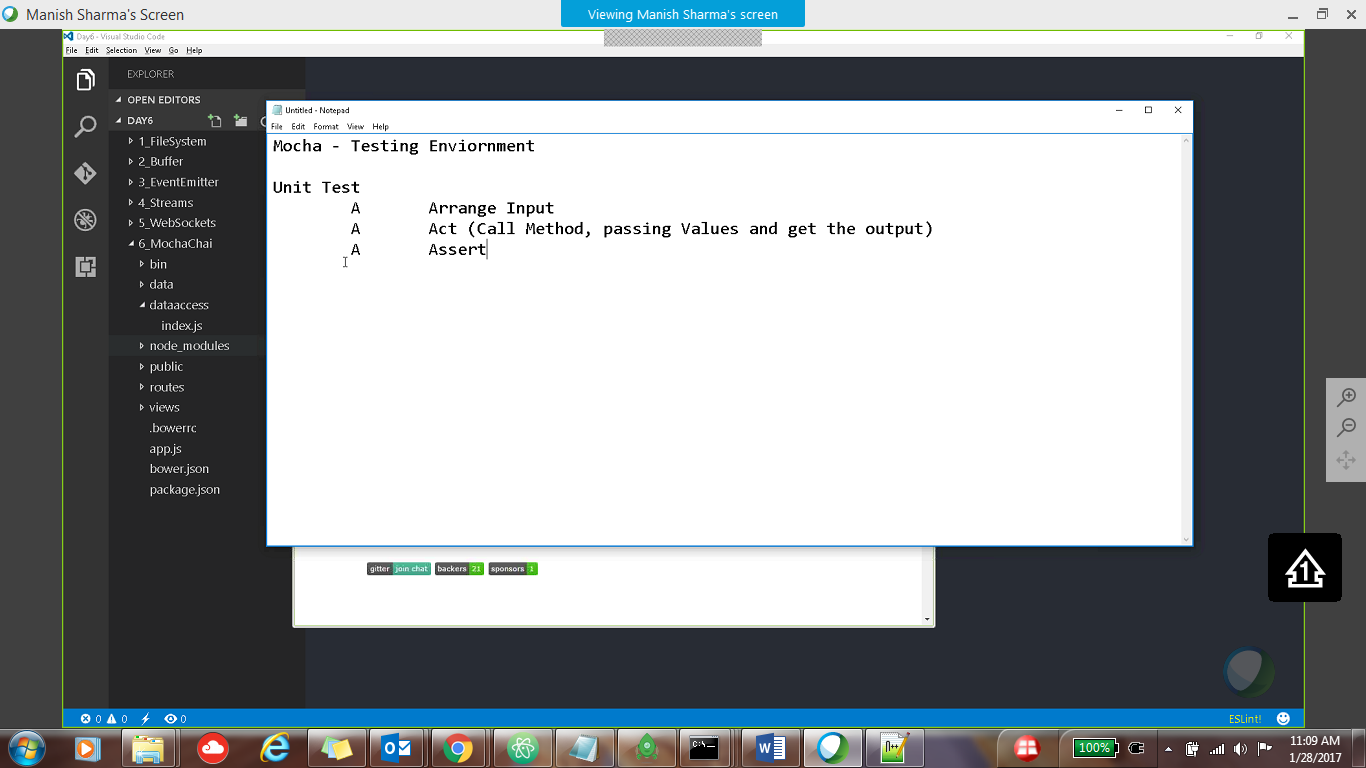 Manish Sharma's Screen
Viewing Manish Sharma's screen
Day6 - Visual Studio Code
File Edit Selection View Go Help
EXPLORER
OPEN EDITORS
DAY6
1_FileSystem
2_Buffer
3_EventEmitter
4_Streams
5_WebSockets
6_MochaChai
bin
data
dataaccess
index.js
node_modules
public
routes
views
.bowerrc
app.js
bower.json
package.json
Untitled - Notepad
File Edit Format View Help
Mocha - Testing Enviornment
Unit Test
A Arrange Input
A Act (Call Method, passing Values and get the output)
A Assert
gitter join chat backers 21 sponsors 1
1
0 0 0
ESLint!
C:\
100%
11:09 AM
1/28/2017